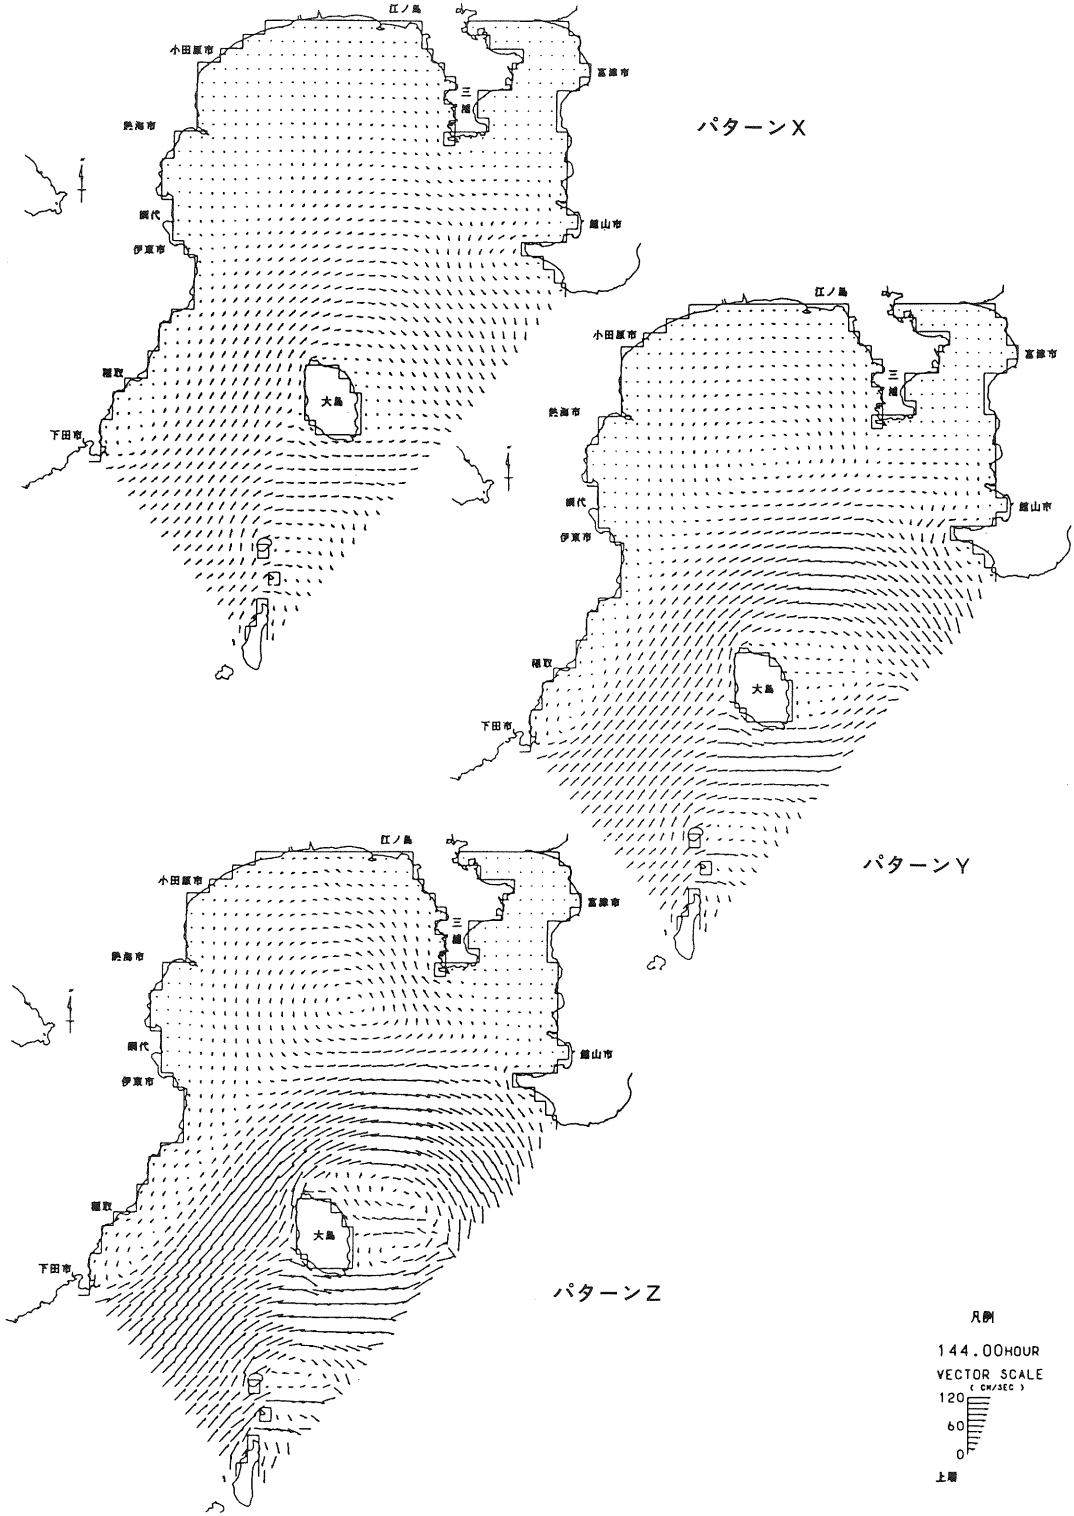 江ノ島
小田原市
富津市
三浦
熱海市
パターンX
網代
館山市
伊東市
稲取
大島
下田市
江ノ島
小田原市
富津市
三浦
熱海市
網代
館山市
伊東市
稲取
大島
下田市
パターンY
江ノ島
小田原市
富津市
三浦
熱海市
網代
館山市
伊東市
稲取
大島
下田市
パターンZ
凡例
144.00HOUR
VECTOR SCALE
( CM/SEC )
120
60
0
上層